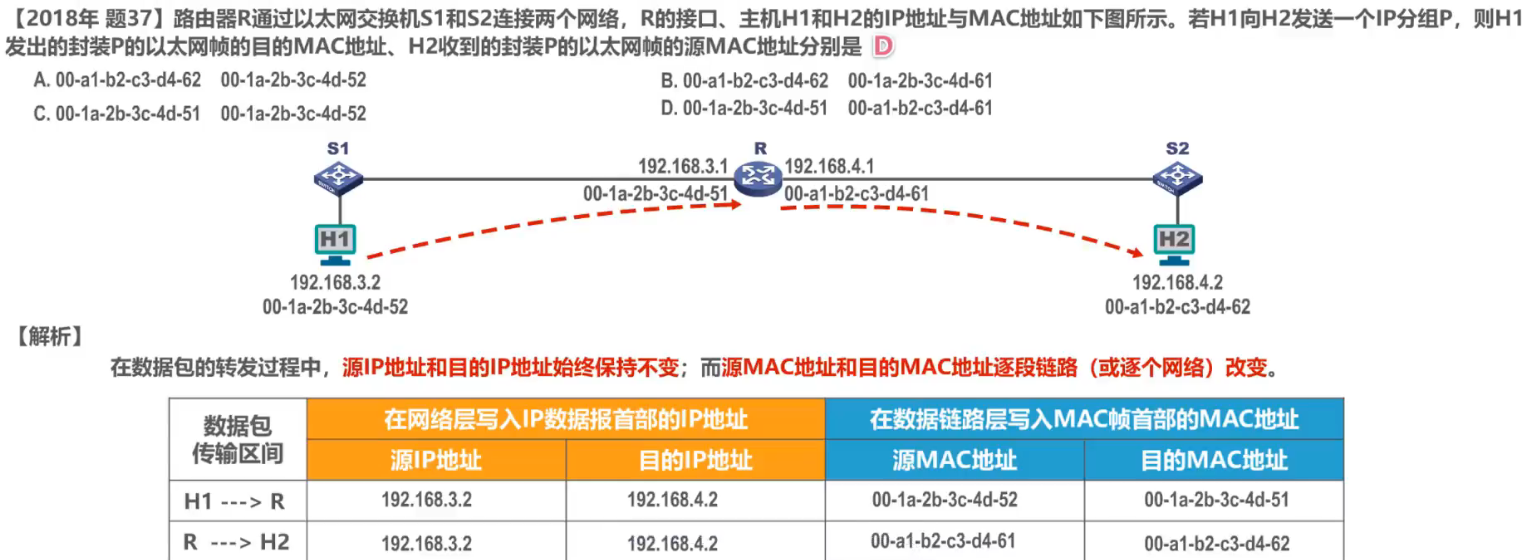 【2018年 题37】路由器R通过以太网交换机S1和S2连接两个网络，R的接口、主机H1和H2的IP地址与MAC地址如下图所示。若H1向H2发送一个IP分组P，则H1
发出的封装P的以太网帧的目的MAC地址、H2收到的封装P的以太网帧的源MAC地址分别是 D
A. 00-a1-b2-c3-d4-62 00-1a-2b-3c-4d-52
B. 00-a1-b2-c3-d4-62 00-1a-2b-3c-4d-61
C. 00-1a-2b-3c-4d-51 00-1a-2b-3c-4d-52
D. 00-1a-2b-3c-4d-51 00-a1-b2-c3-d4-61
S1
R
S2
192.168.3.1
192.168.4.1
00-1a-2b-3c-4d-51
00-a1-b2-c3-d4-61
H1
H2
192.168.3.2
192.168.4.2
00-1a-2b-3c-4d-52
00-a1-b2-c3-d4-62
【解析】
在数据包的转发过程中，源IP地址和目的IP地址始终保持不变；而源MAC地址和目的MAC地址逐段链路（或逐个网络）改变。
数据包
传输区间
在网络层写入IP数据报首部的IP地址
在数据链路层写入MAC帧首部的MAC地址
源IP地址
目的IP地址
源MAC地址
目的MAC地址
H1 ---> R
192.168.3.2
192.168.4.2
00-1a-2b-3c-4d-52
00-1a-2b-3c-4d-51
R ---> H2
192.168.3.2
192.168.4.2
00-a1-b2-c3-d4-61
00-a1-b2-c3-d4-62